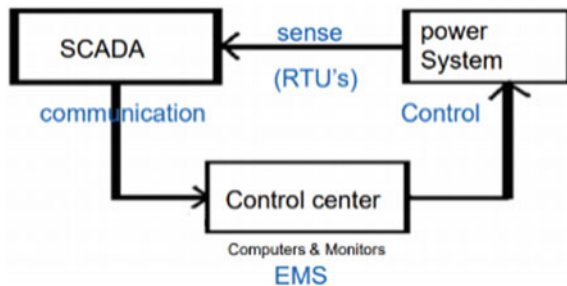 SCADA
sense
(RTU's)
power
System
communication
Control
Control center
Computers & Monitors
EMS